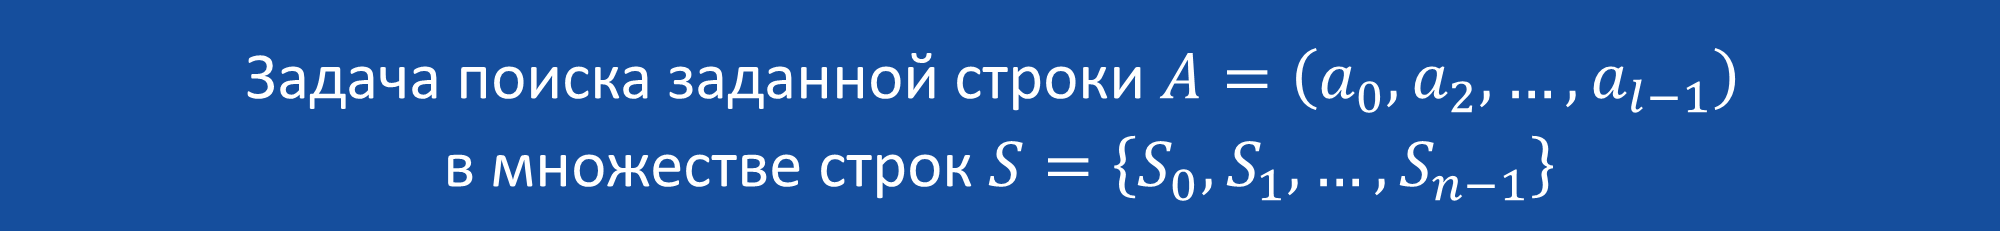 Задача поиска заданной строки A = (a₀, a₂, … , aₗ₋₁)
в множестве строк S = {S₀, S₁, … , Sₙ₋₁}